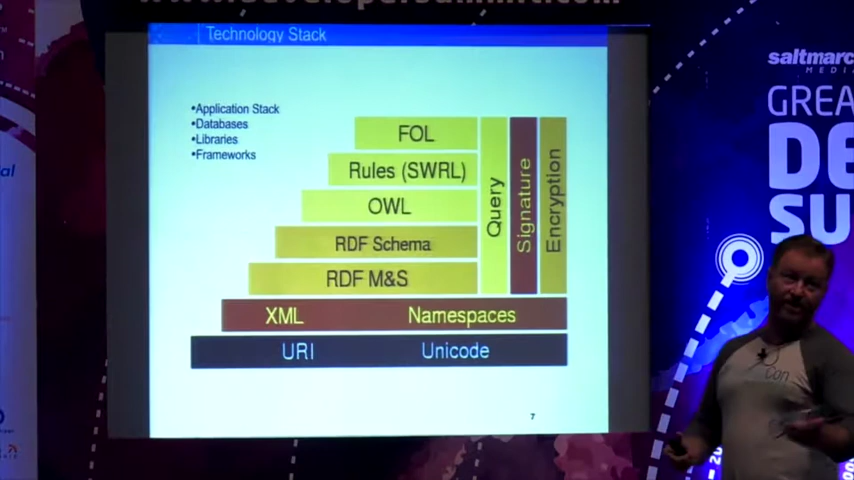 Technology Stack
•Application Stack
•Databases
•Libraries
•Frameworks
FOL
Rules (SWRL)
OWL
RDF Schema
RDF M&S
Query
Signature
Encryption
XML Namespaces
URI Unicode
7
saltmarc
MEDIA
GREA
DE
SU
Con